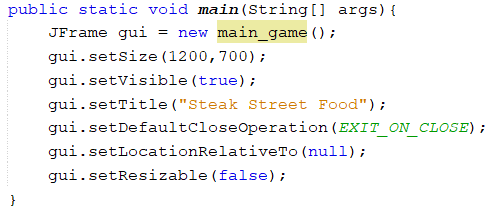 public static void main(String[] args){
    JFrame gui = new main_game();
    gui.setSize(1200,700);
    gui.setVisible(true);
    gui.setTitle("Steak Street Food");
    gui.setDefaultCloseOperation(EXIT_ON_CLOSE);
    gui.setLocationRelativeTo(null);
    gui.setResizable(false);
}